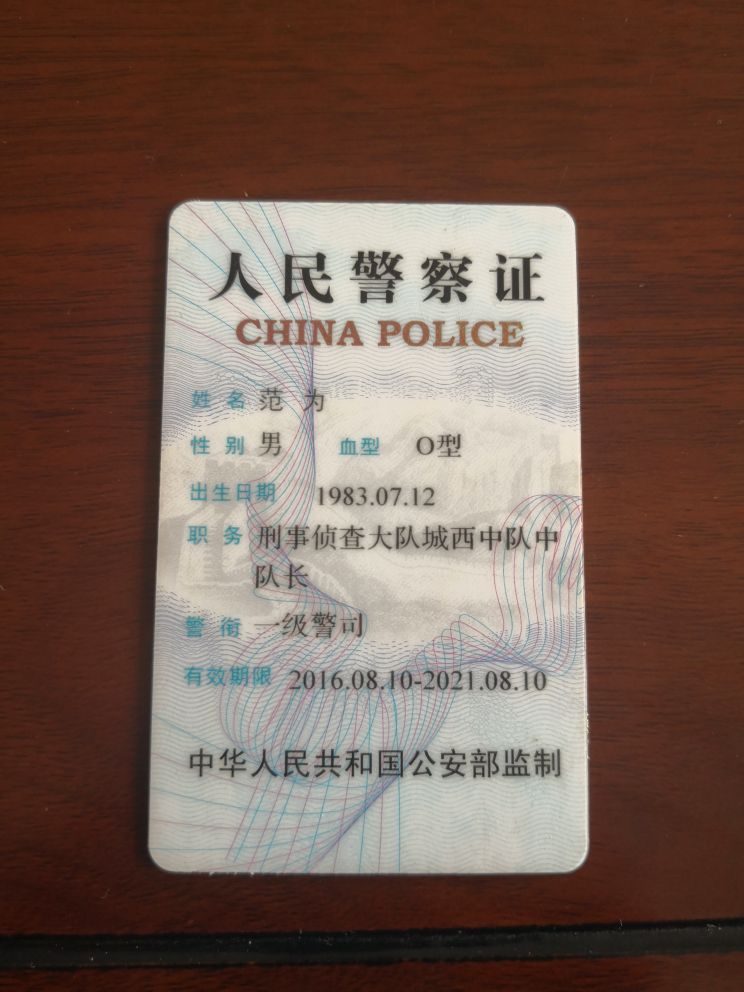 人民警察证
CHINA POLICE
姓名 范为
性别 男 血型 O型
出生日期 1983.07.12
职务 刑事侦查大队城西中队中
队长
警衔 一级警司
有效期限 2016.08.10-2021.08.10
中华人民共和国公安部监制